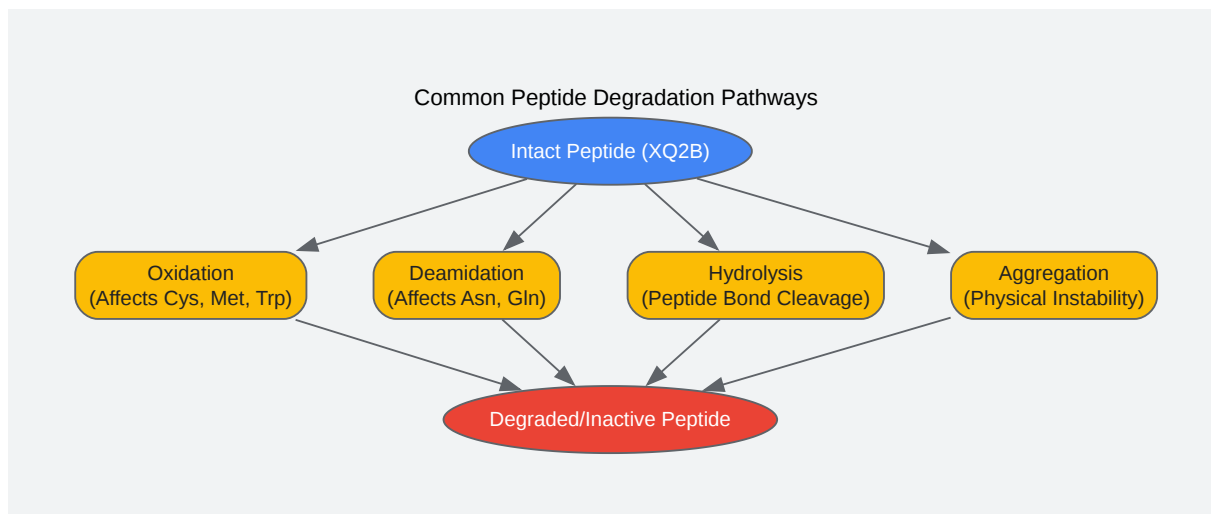 Common Peptide Degradation Pathways
Intact Peptide (XQ2B)
Oxidation
(Affects Cys, Met, Trp)
Deamidation
(Affects Asn, Gln)
Hydrolysis
(Peptide Bond Cleavage)
Aggregation
(Physical Instability)
Degraded/Inactive Peptide